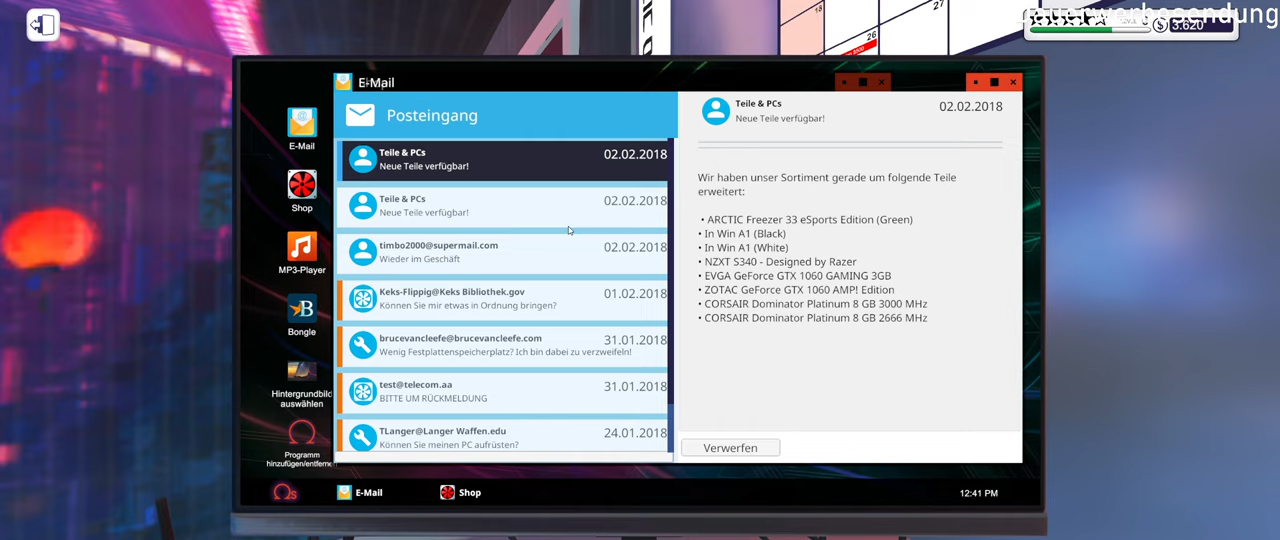 18
27
26
3.620
E-Mail
Posteingang
Teile & PCs
02.02.2018
Neue Teile verfügbar!
Teile & PCs
02.02.2018
Neue Teile verfügbar!
timbo2000@supermail.com
02.02.2018
Wieder im Geschäft
Keks-Flippig@Keks Bibliothek.gov
01.02.2018
Können Sie mir etwas in Ordnung bringen?
brucevancleefe@brucevancleefe.com
31.01.2018
Wenig Festplattenspeicherplatz? Ich bin dabei zu verzweifeln!
test@telecom.aa
31.01.2018
BITTE UM RÜCKMELDUNG
TLanger@Langer Waffen.edu
24.01.2018
Können Sie meinen PC aufrüsten?
Teile & PCs
02.02.2018
Neue Teile verfügbar!
Wir haben unser Sortiment gerade um folgende Teile
erweitert:
• ARCTIC Freezer 33 eSports Edition (Green)
• In Win A1 (Black)
• In Win A1 (White)
• NZXT S340 - Designed by Razer
• EVGA GeForce GTX 1060 GAMING 3GB
• ZOTAC GeForce GTX 1060 AMP! Edition
• CORSAIR Dominator Platinum 8 GB 3000 MHz
• CORSAIR Dominator Platinum 8 GB 2666 MHz
Verwerfen
E-Mail
Shop
MP3-Player
Bongle
Hintergrundbild
auswählen
Programm
hinzufügen/entfernen
E-Mail
Shop
12:41 PM